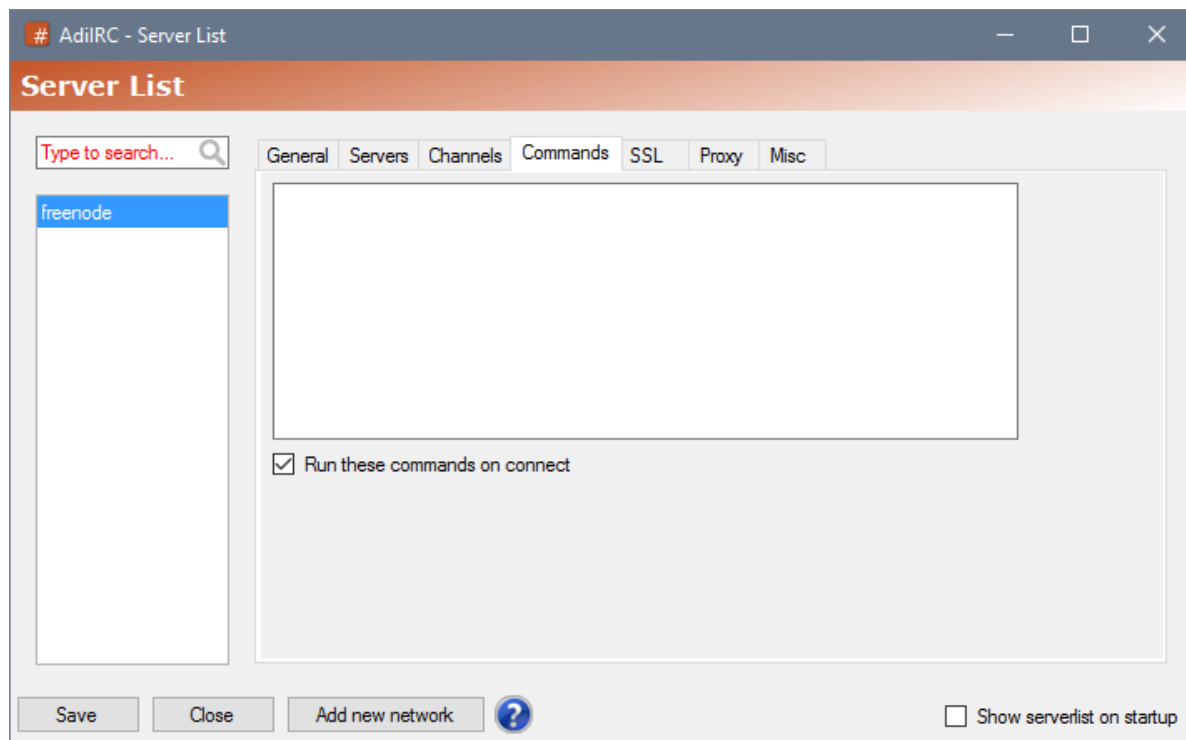 # AdiIRC - Server List
Server List
Type to search...
General Servers Channels Commands SSL Proxy Misc
freenode
Run these commands on connect
Save Close Add new network ? Show serverlist on startup